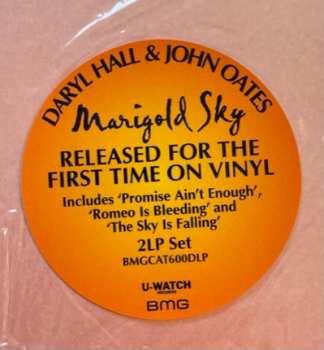 DARYL HALL & JOHN OATES
Marigold Sky
RELEASED FOR THE
FIRST TIME ON VINYL
Includes 'Promise Ain't Enough',
'Romeo Is Bleeding' and
'The Sky Is Falling'
2LP Set
BMGCAT600DLP
U-WATCH
RECORDS
BMG